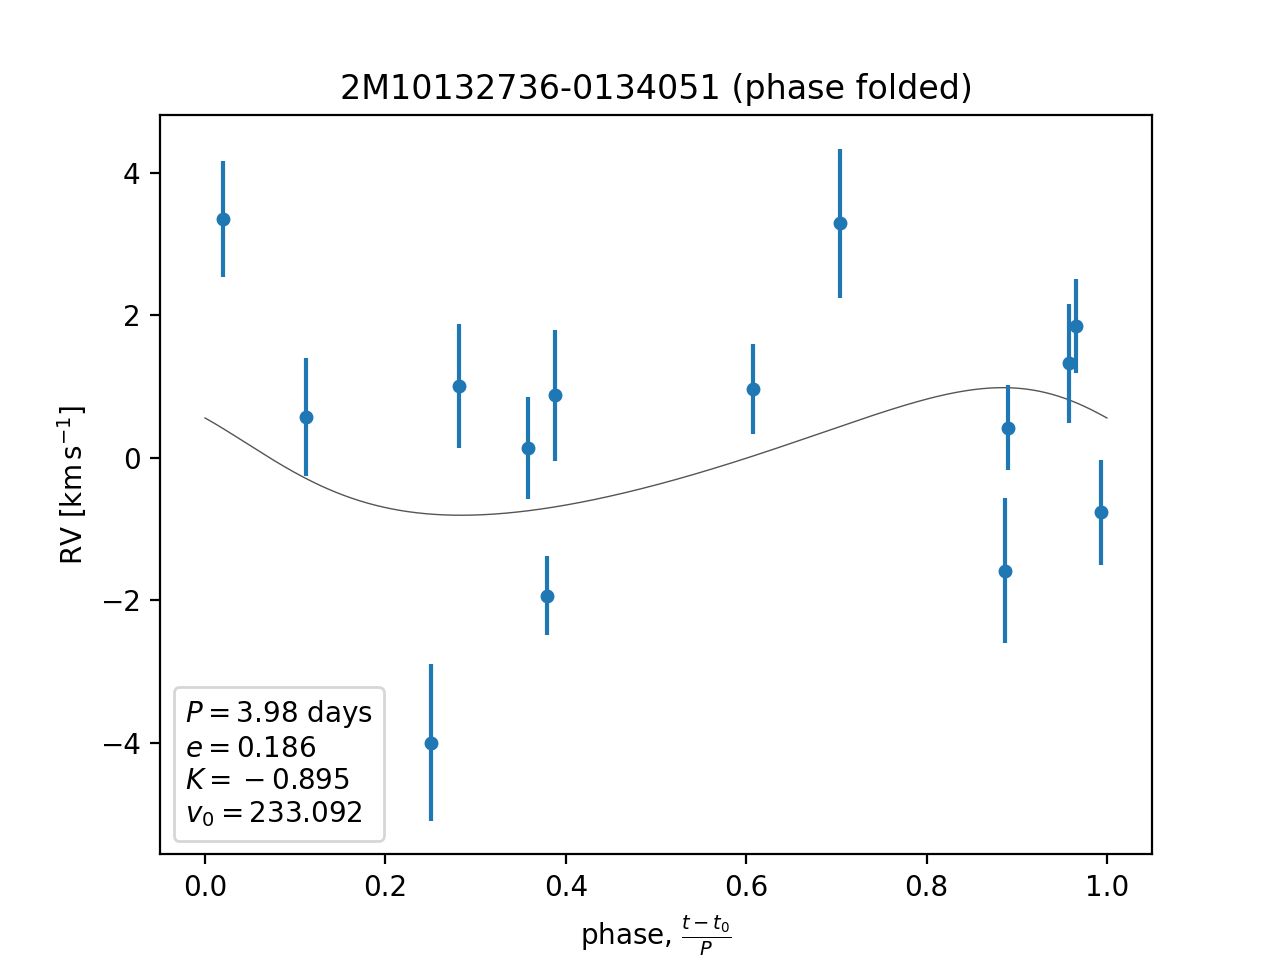 2M10132736-0134051 (phase folded)
RV [km s⁻¹]
4
2
0
−2
−4
P = 3.98 days
e = 0.186
K = −0.895
v₀ = 233.092
0.0 0.2 0.4 0.6 0.8 1.0
phase, (t − t₀)/P